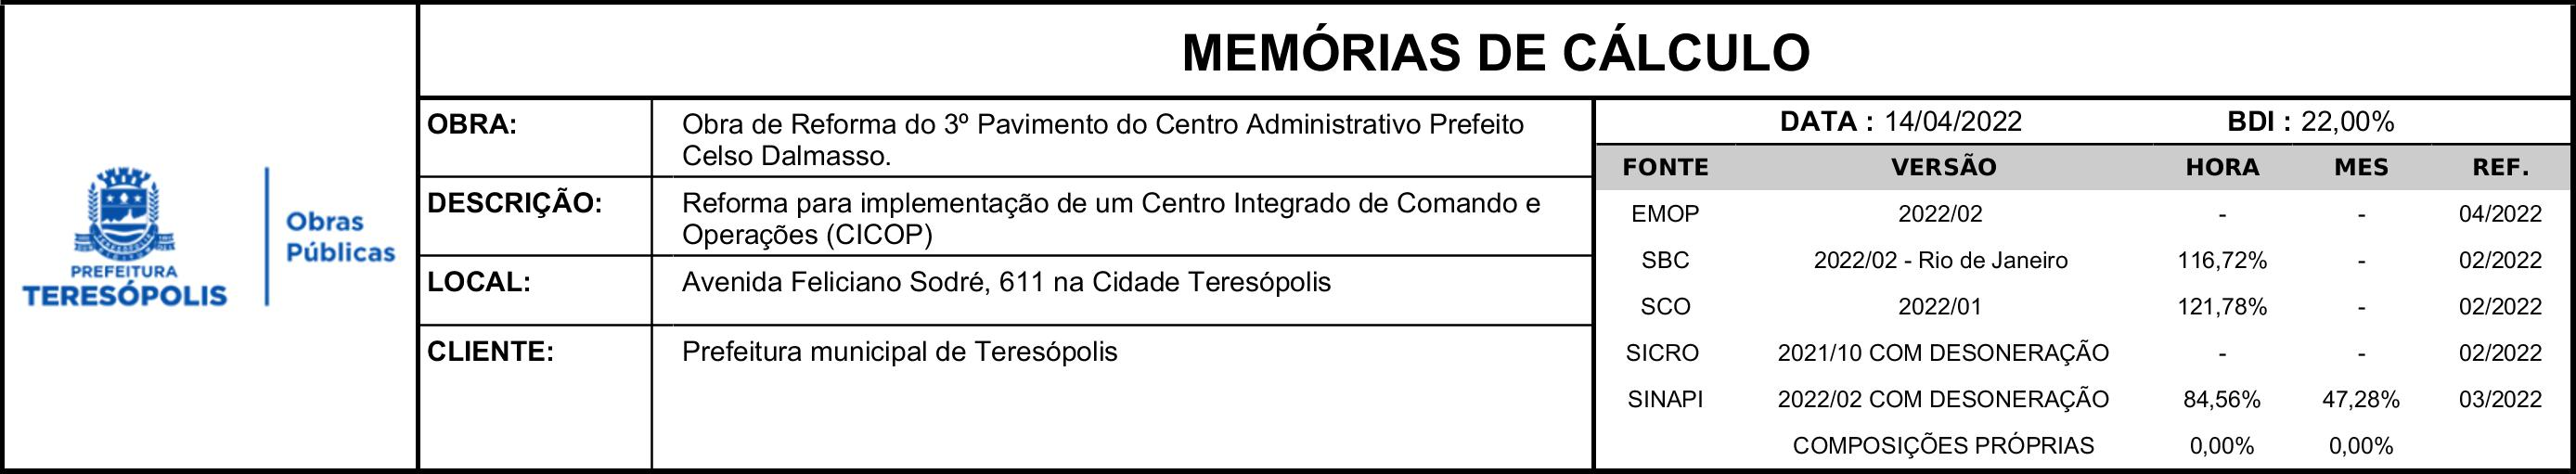 MEMÓRIAS DE CÁLCULO
PREFEITURA
TERESÓPOLIS
Obras
Públicas
OBRA:
Obra de Reforma do 3º Pavimento do Centro Administrativo Prefeito
Celso Dalmasso.
DESCRIÇÃO:
Reforma para implementação de um Centro Integrado de Comando e
Operações (CICOP)
LOCAL:
Avenida Feliciano Sodré, 611 na Cidade Teresópolis
CLIENTE:
Prefeitura municipal de Teresópolis
DATA : 14/04/2022 BDI : 22,00%
FONTE VERSÃO HORA MES REF.
EMOP 2022/02 - - 04/2022
SBC 2022/02 - Rio de Janeiro 116,72% - 02/2022
SCO 2022/01 121,78% - 02/2022
SICRO 2021/10 COM DESONERAÇÃO - - 02/2022
SINAPI 2022/02 COM DESONERAÇÃO 84,56% 47,28% 03/2022
COMPOSIÇÕES PRÓPRIAS 0,00% 0,00%